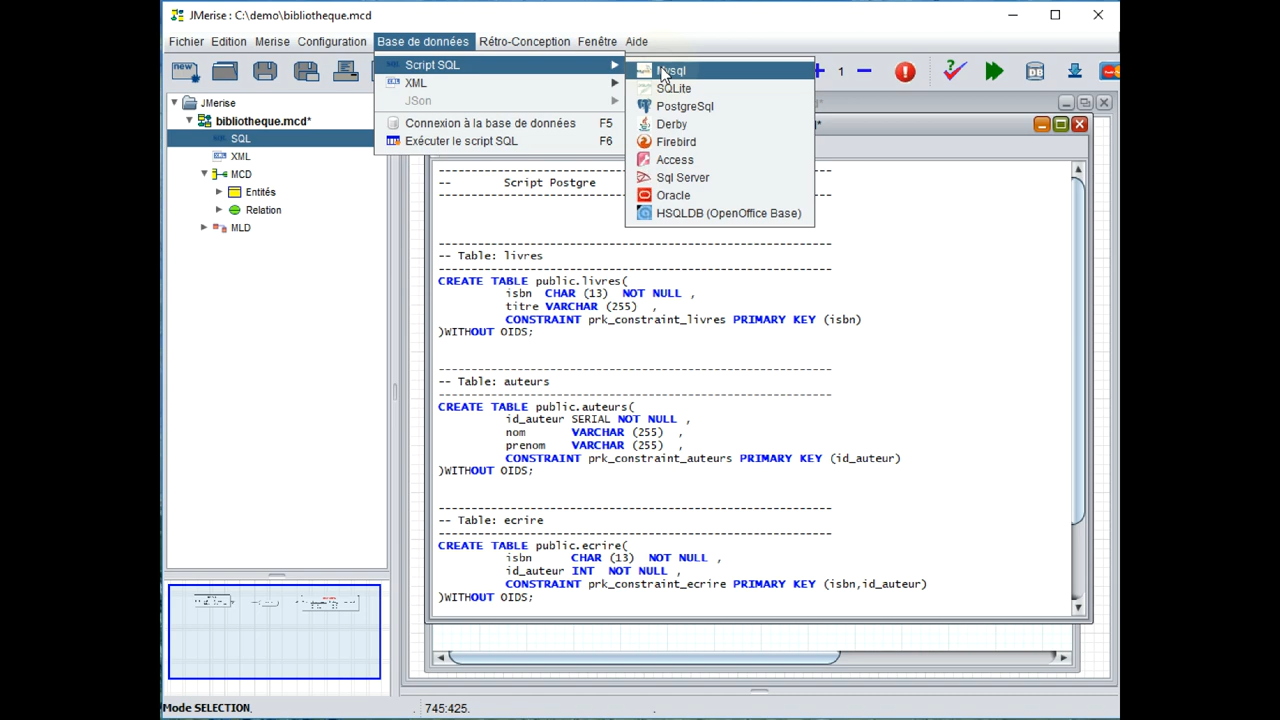 JMerise : C:\demo\bibliotheque.mcd
Fichier Edition Merise Configuration Base de données Rétro-Conception Fenêtre Aide
new
1
DB
Script SQL
XML
JSon
Connexion à la base de données F5
Exécuter le script SQL F6
Mysql
SQLite
PostgreSql
Derby
Firebird
Access
Sql Server
Oracle
HSQLDB (OpenOffice Base)
JMerise
bibliotheque.mcd*
SQL
XML
MCD
Entités
Relation
MLD
------------------------------------------------------------
-- Script Postgre
------------------------------------------------------------
------------------------------------------------------------
-- Table: livres
------------------------------------------------------------
CREATE TABLE public.livres(
isbn CHAR (13) NOT NULL ,
titre VARCHAR (255) ,
CONSTRAINT prk_constraint_livres PRIMARY KEY (isbn)
)WITHOUT OIDS;
------------------------------------------------------------
-- Table: auteurs
------------------------------------------------------------
CREATE TABLE public.auteurs(
id_auteur SERIAL NOT NULL ,
nom VARCHAR (255) ,
prenom VARCHAR (255) ,
CONSTRAINT prk_constraint_auteurs PRIMARY KEY (id_auteur)
)WITHOUT OIDS;
------------------------------------------------------------
-- Table: ecrire
------------------------------------------------------------
CREATE TABLE public.ecrire(
isbn CHAR (13) NOT NULL ,
id_auteur INT NOT NULL ,
CONSTRAINT prk_constraint_ecrire PRIMARY KEY (isbn,id_auteur)
)WITHOUT OIDS;
Mode SELECTION
745:425.